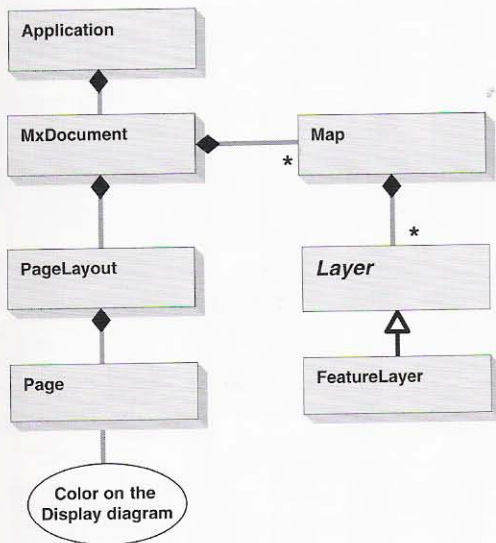 Application
MxDocument
Map
*
*
PageLayout
Layer
Page
FeatureLayer
Color on the
Display diagram